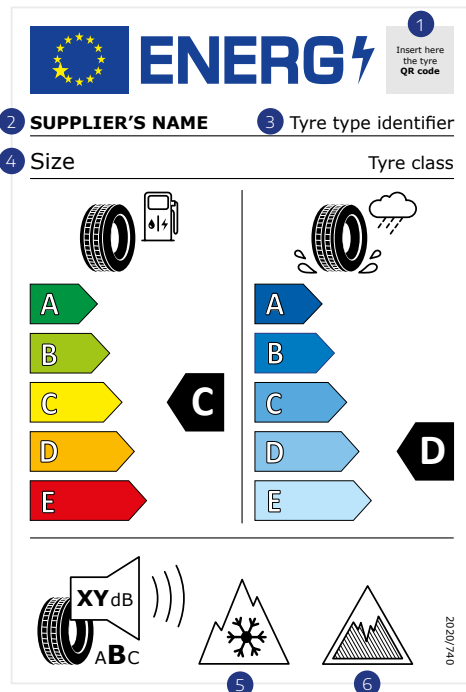 1
ENERG
Insert here
the tyre
QR code
2 SUPPLIER'S NAME 3 Tyre type identifier
4 Size Tyre class
A A
B B
C C C
D D D
E E
XY dB
ABC
2020/740
5 6